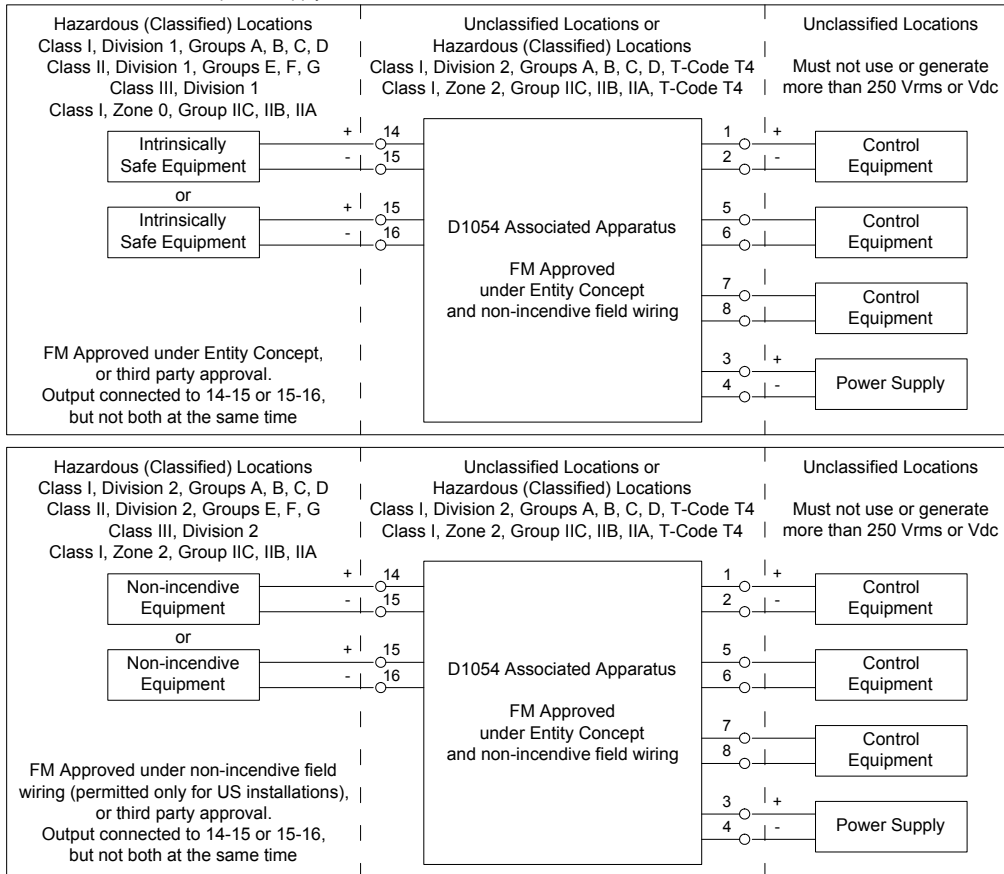 Hazardous (Classified) Locations
Class I, Division 1, Groups A, B, C, D
Class II, Division 1, Groups E, F, G
Class III, Division 1
Class I, Zone 0, Group IIC, IIB, IIA
Unclassified Locations or
Hazardous (Classified) Locations
Class I, Division 2, Groups A, B, C, D, T-Code T4
Class I, Zone 2, Group IIC, IIB, IIA, T-Code T4
Unclassified Locations
Must not use or generate
more than 250 Vrms or Vdc
Intrinsically
Safe Equipment
+ 14
- 15
or
Intrinsically
Safe Equipment
+ 15
- 16
FM Approved under Entity Concept,
or third party approval.
Output connected to 14-15 or 15-16,
but not both at the same time
D1054 Associated Apparatus
FM Approved
under Entity Concept
and non-incendive field wiring
1 +
2 -
Control
Equipment
5
6
Control
Equipment
7
8
Control
Equipment
3 +
4 -
Power Supply
Hazardous (Classified) Locations
Class I, Division 2, Groups A, B, C, D
Class II, Division 2, Groups E, F, G
Class III, Division 2
Class I, Zone 2, Group IIC, IIB, IIA
Unclassified Locations or
Hazardous (Classified) Locations
Class I, Division 2, Groups A, B, C, D, T-Code T4
Class I, Zone 2, Group IIC, IIB, IIA, T-Code T4
Unclassified Locations
Must not use or generate
more than 250 Vrms or Vdc
Non-incendive
Equipment
+ 14
- 15
or
Non-incendive
Equipment
+ 15
- 16
FM Approved under non-incendive field
wiring (permitted only for US installations),
or third party approval.
Output connected to 14-15 or 15-16,
but not both at the same time
D1054 Associated Apparatus
FM Approved
under Entity Concept
and non-incendive field wiring
1 +
2 -
Control
Equipment
5
6
Control
Equipment
7
8
Control
Equipment
3 +
4 -
Power Supply